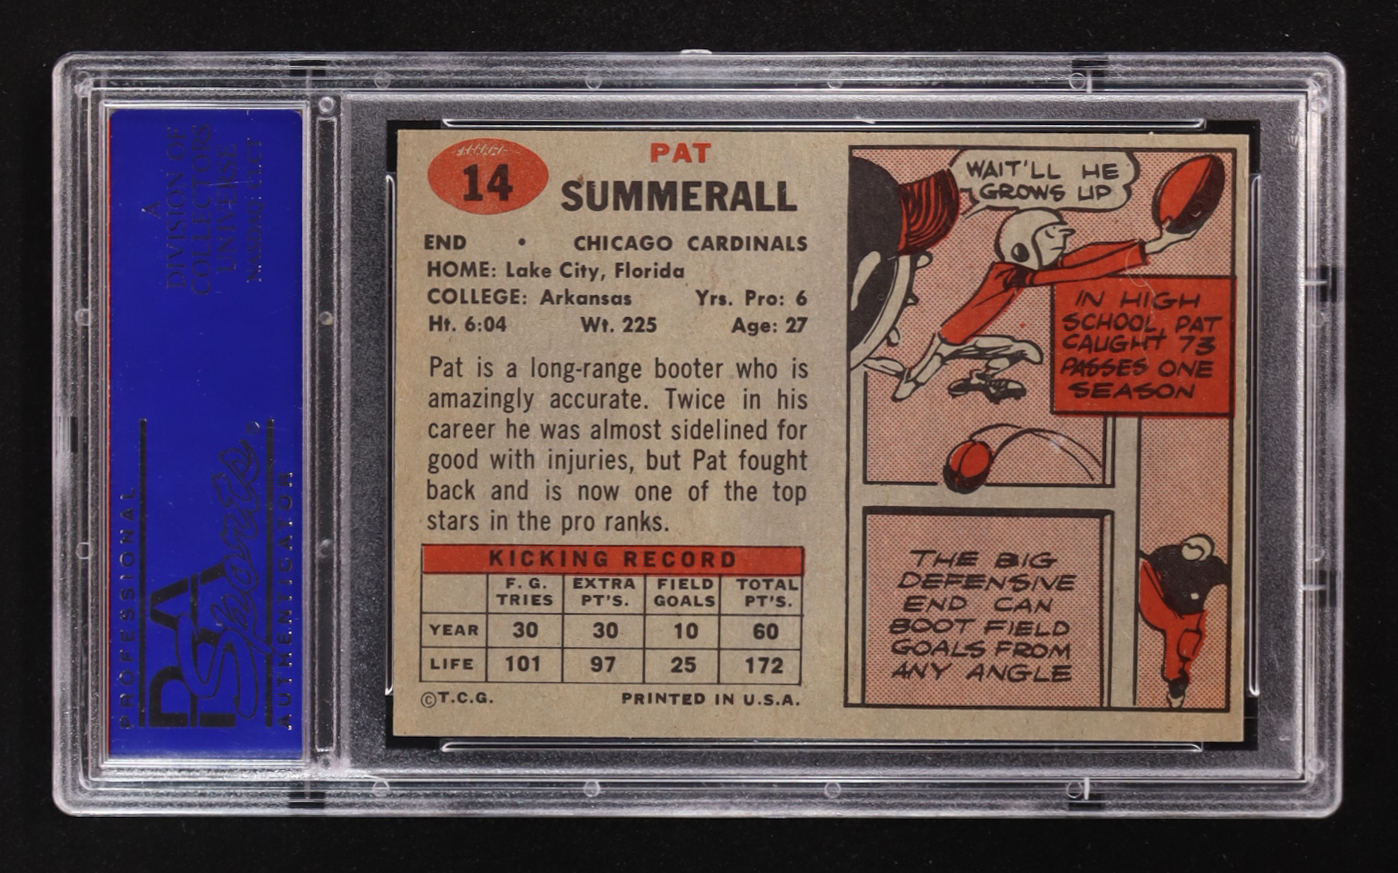 A
DIVISION OF
COLLECTORS
UNIVERSE
NASDAQ: CLCT
PROFESSIONAL
PSA
Sports
AUTHENTICATOR
14
PAT
SUMMERALL
END • CHICAGO CARDINALS
HOME: Lake City, Florida
COLLEGE: Arkansas Yrs. Pro: 6
Ht. 6:04 Wt. 225 Age: 27
Pat is a long-range booter who is
amazingly accurate. Twice in his
career he was almost sidelined for
good with injuries, but Pat fought
back and is now one of the top
stars in the pro ranks.
KICKING RECORD
F. G. TRIES EXTRA PT'S. FIELD GOALS TOTAL PT'S.
YEAR 30 30 10 60
LIFE 101 97 25 172
©T.C.G. PRINTED IN U.S.A.
WAIT'LL HE
GROWS UP
IN HIGH
SCHOOL, PAT
CAUGHT 73
PASSES ONE
SEASON
THE BIG
DEFENSIVE
END CAN
BOOT FIELD
GOALS FROM
ANY ANGLE